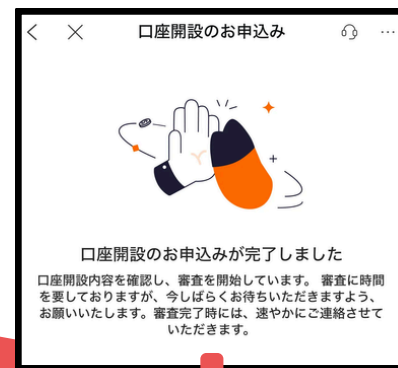 口座開設のお申込み
口座開設のお申込みが完了しました
口座開設内容を確認し、審査を開始しています。 審査に時間
を要しておりますが、今しばらくお待ちいただきますよう、
お願いいたします。審査完了時には、速やかにご連絡させて
いただきます。